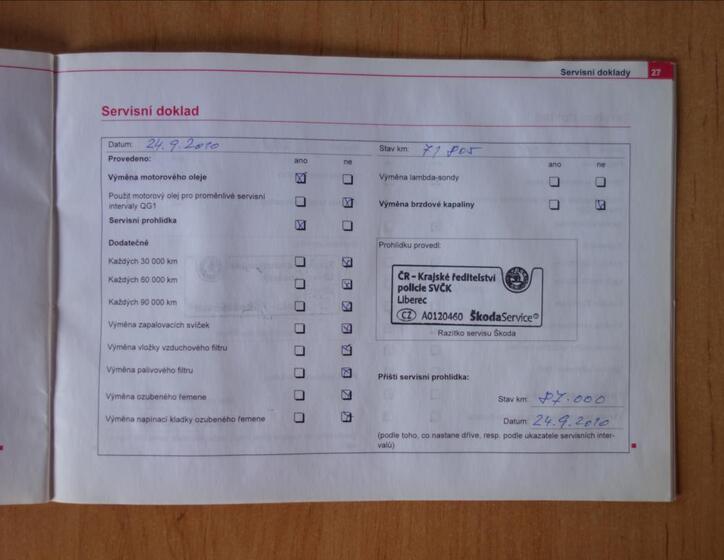 Servisní doklady 27
Servisní doklad
Datum: 24.9.2010
Provedeno: ano ne
Výměna motorového oleje
Použit motorový olej pro proměnlivé servisní
intervaly QG1
Servisní prohlídka
Dodatečně
Každých 30 000 km
Každých 60 000 km
Každých 90 000 km
Výměna zapalovacích svíček
Výměna vložky vzduchového filtru
Výměna palivového filtru
Výměna ozubeného řemene
Výměna napínací kladky ozubeného řemene
Stav km: 71 805
ano ne
Výměna lambda-sondy
Výměna brzdové kapaliny
Prohlídku provedl:
ČR - Krajské ředitelství
policie SVČK
Liberec
CZ A0120460 ŠkodaService®
Razítko servisu Škoda
Příští servisní prohlídka:
Stav km: 87.000
Datum: 24.9.2010
(podle toho, co nastane dříve, resp. podle ukazatele servisních inter-
valů)